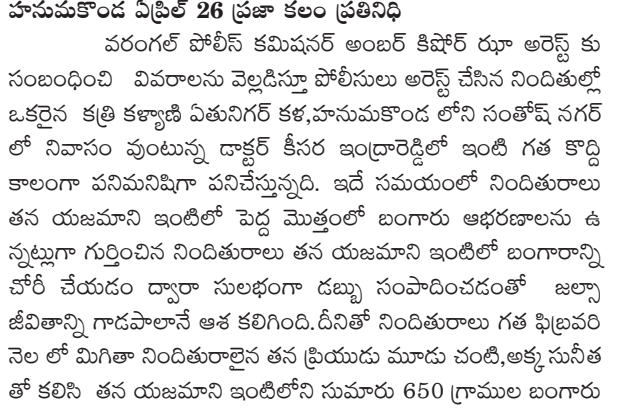 హనుమకొండ ఏప్రిల్ 26 ప్రజా కలం ప్రతినిధి
వరంగల్ పోలీస్ కమిషనర్ అంబర్ కిషోర్ ఝా అరెస్ట్ కు
సంబంధించి వివరాలను వెల్లడిస్తూ పోలీసులు అరెస్ట్ చేసిన నిందితుల్లో
ఒకరైన కత్రి కళ్యాణి ఏతునిగర్ కళ,హనుమకొండ లోని సంతోష్ నగర్
లో నివాసం వుంటున్న డాక్టర్ కీసర ఇంద్రారెడ్డిలో ఇంటి గత కొద్ది
కాలంగా పనిమనిషిగా పనిచేస్తున్నది. ఇదే సమయంలో నిందితురాలు
తన యజమాని ఇంటిలో పెద్ద మొత్తంలో బంగారు ఆభరణాలను ఉ
న్నట్లుగా గుర్తించిన నిందితురాలు తన యజమాని ఇంటిలో బంగారాన్ని
చోరీ చేయడం ద్వారా సులభంగా డబ్బు సంపాదించడంతో జల్సా
జీవితాన్ని గాడపాలానే ఆశ కలిగింది.దీనితో నిందితురాలు గత ఫిబ్రవరి
నెల లో మిగితా నిందితురాలైన తన ప్రియుడు మూడు చంటి,అక్క సునీత
తో కలిసి తన యజమాని ఇంటిలోని సుమారు 650 గ్రాముల బంగారు